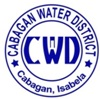 CABAGAN WATER DISTRICT
CWD
Cabagan, Isabela